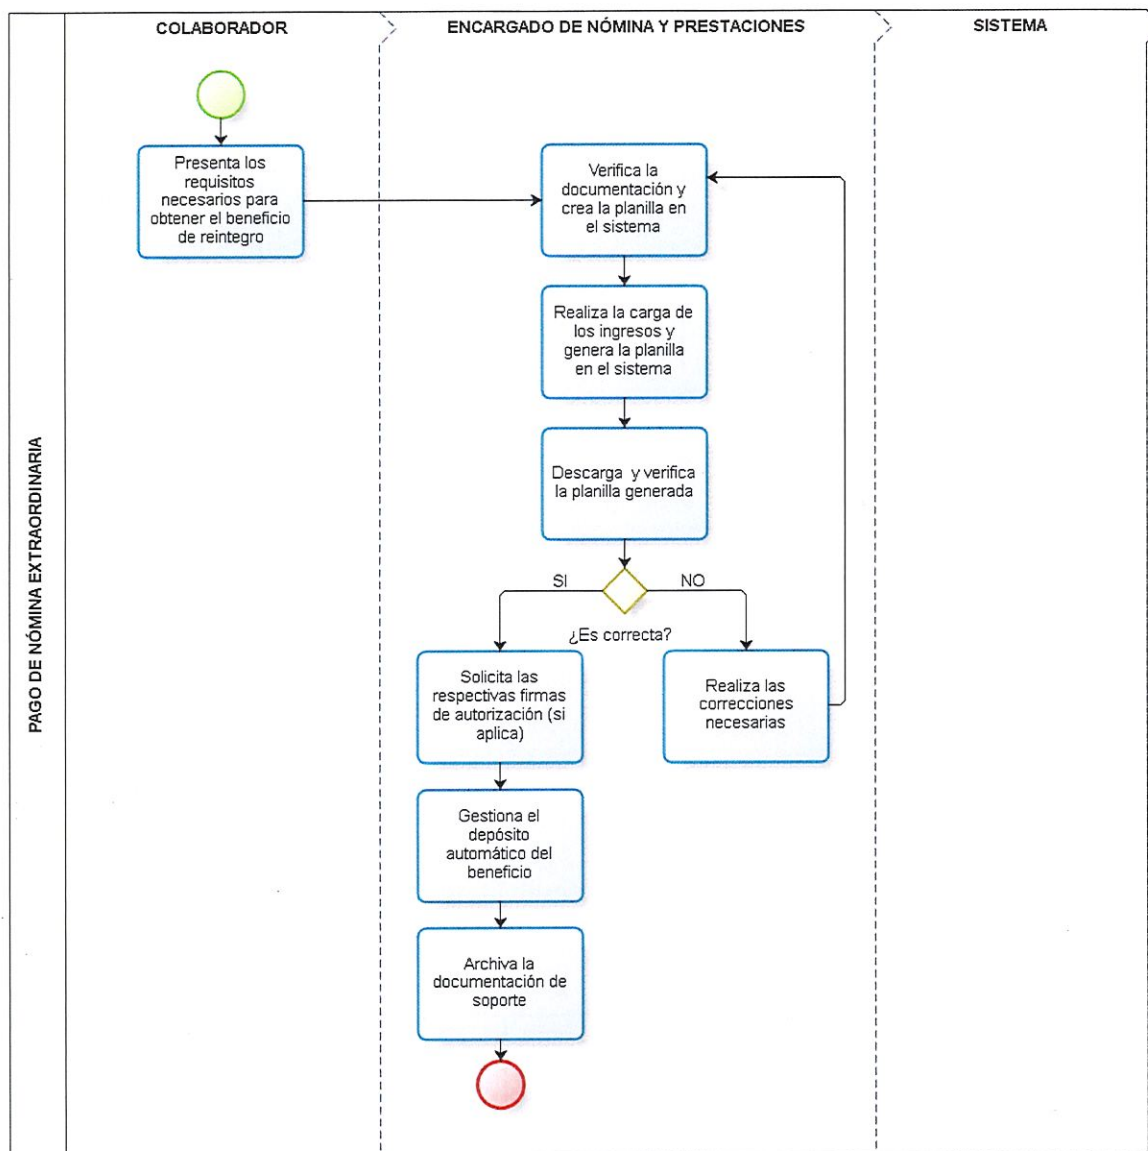 COLABORADOR
ENCARGADO DE NÓMINA Y PRESTACIONES
SISTEMA
PAGO DE NÓMINA EXTRAORDINARIA
Presenta los
requisitos
necesarios para
obtener el beneficio
de reintegro
Verifica la
documentación y
crea la planilla en
el sistema
Realiza la carga de
los ingresos y
genera la planilla
en el sistema
Descarga y verifica
la planilla generada
SI
NO
¿Es correcta?
Solicita las
respectivas firmas
de autorización (si
aplica)
Realiza las
correcciones
necesarias
Gestiona el
depósito
automático del
beneficio
Archiva la
documentación de
soporte